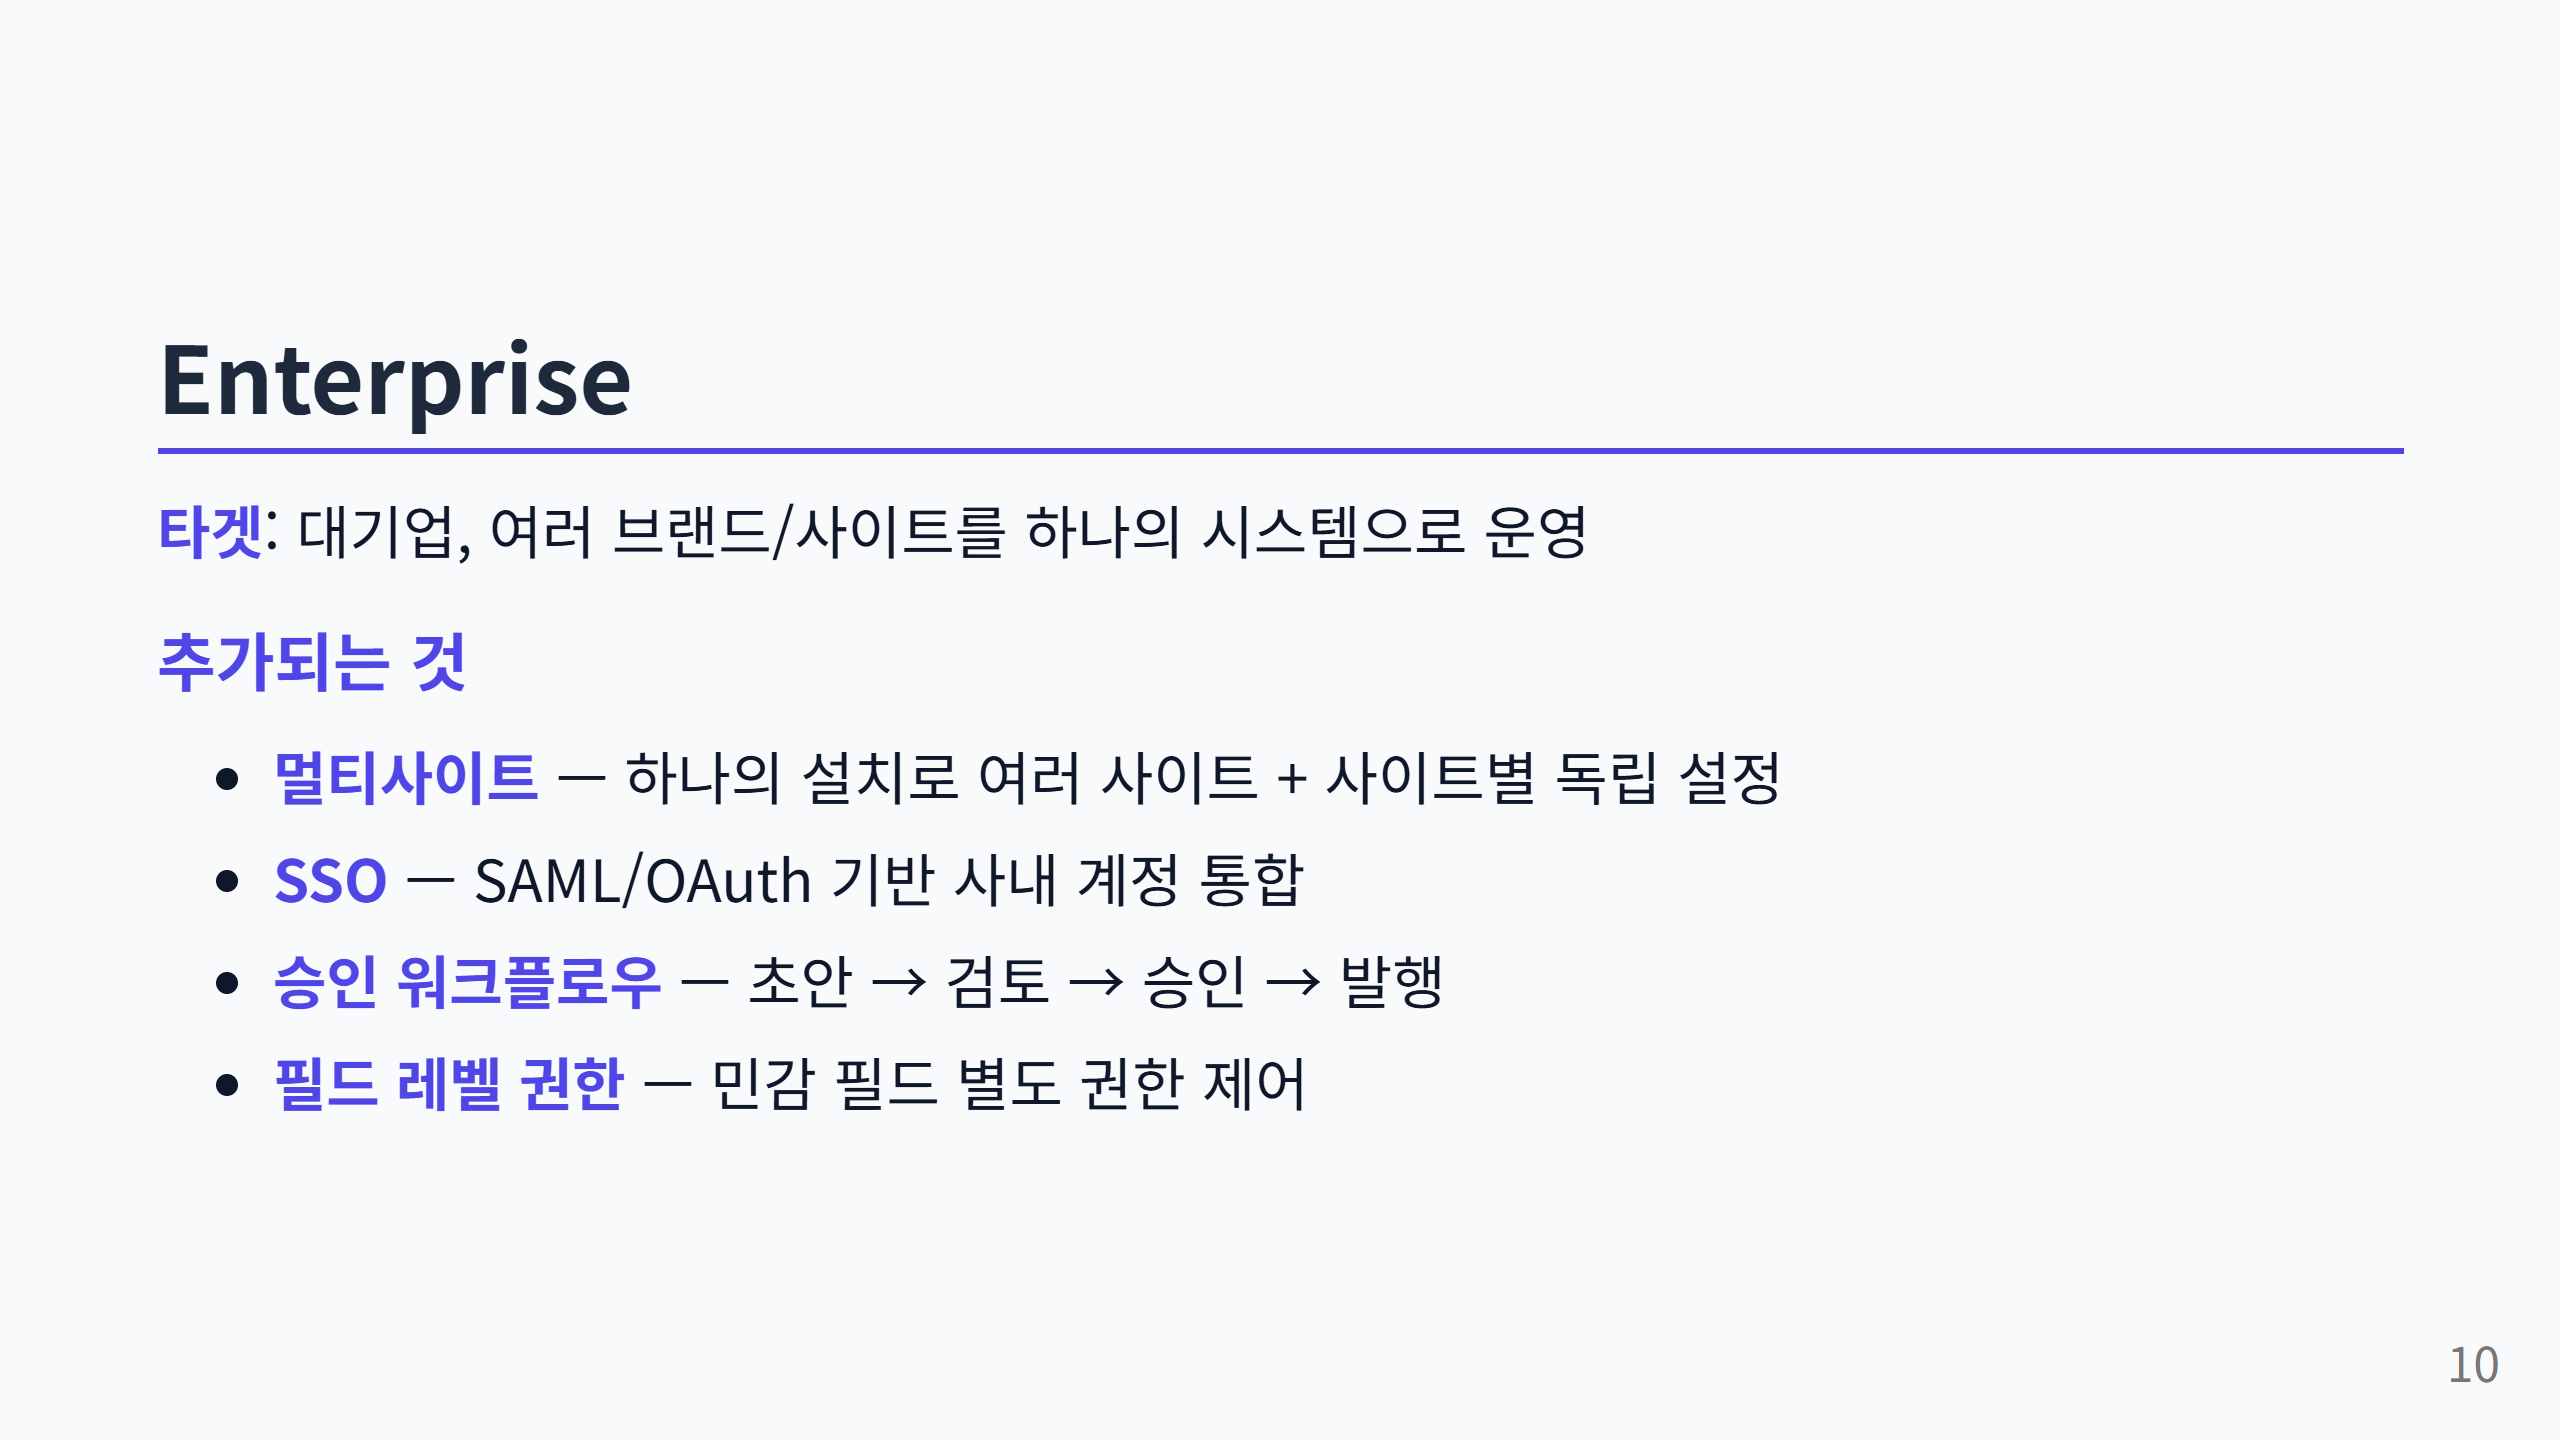 Enterprise
타겟: 대기업, 여러 브랜드/사이트를 하나의 시스템으로 운영
추가되는 것
• 멀티사이트 — 하나의 설치로 여러 사이트 + 사이트별 독립 설정
• SSO — SAML/OAuth 기반 사내 계정 통합
• 승인 워크플로우 — 초안 → 검토 → 승인 → 발행
• 필드 레벨 권한 — 민감 필드 별도 권한 제어
10